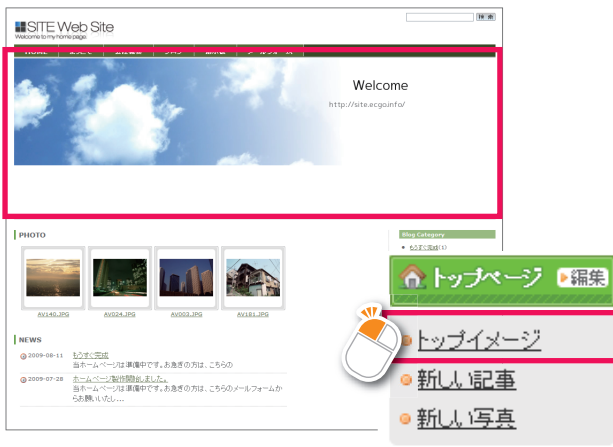 検索
SITE Web Site
Welcome to my home page.
HOME
Welcome
http://site.ecgo.info/
PHOTO
Blog Category
もうすぐ完成(1)
AV140.JPG AV024.JPG AV003.JPG AV181.JPG
トップページ 編集
トップイメージ
新しい記事
新しい写真
NEWS
2009-08-11 もうすぐ完成
当ホームページは準備中です。お急ぎの方は、こちらの
2009-07-28 ホームページ製作開始しました。
当ホームページは準備中です。お急ぎの方は、こちらのメールフォームか
らお願いいたし...